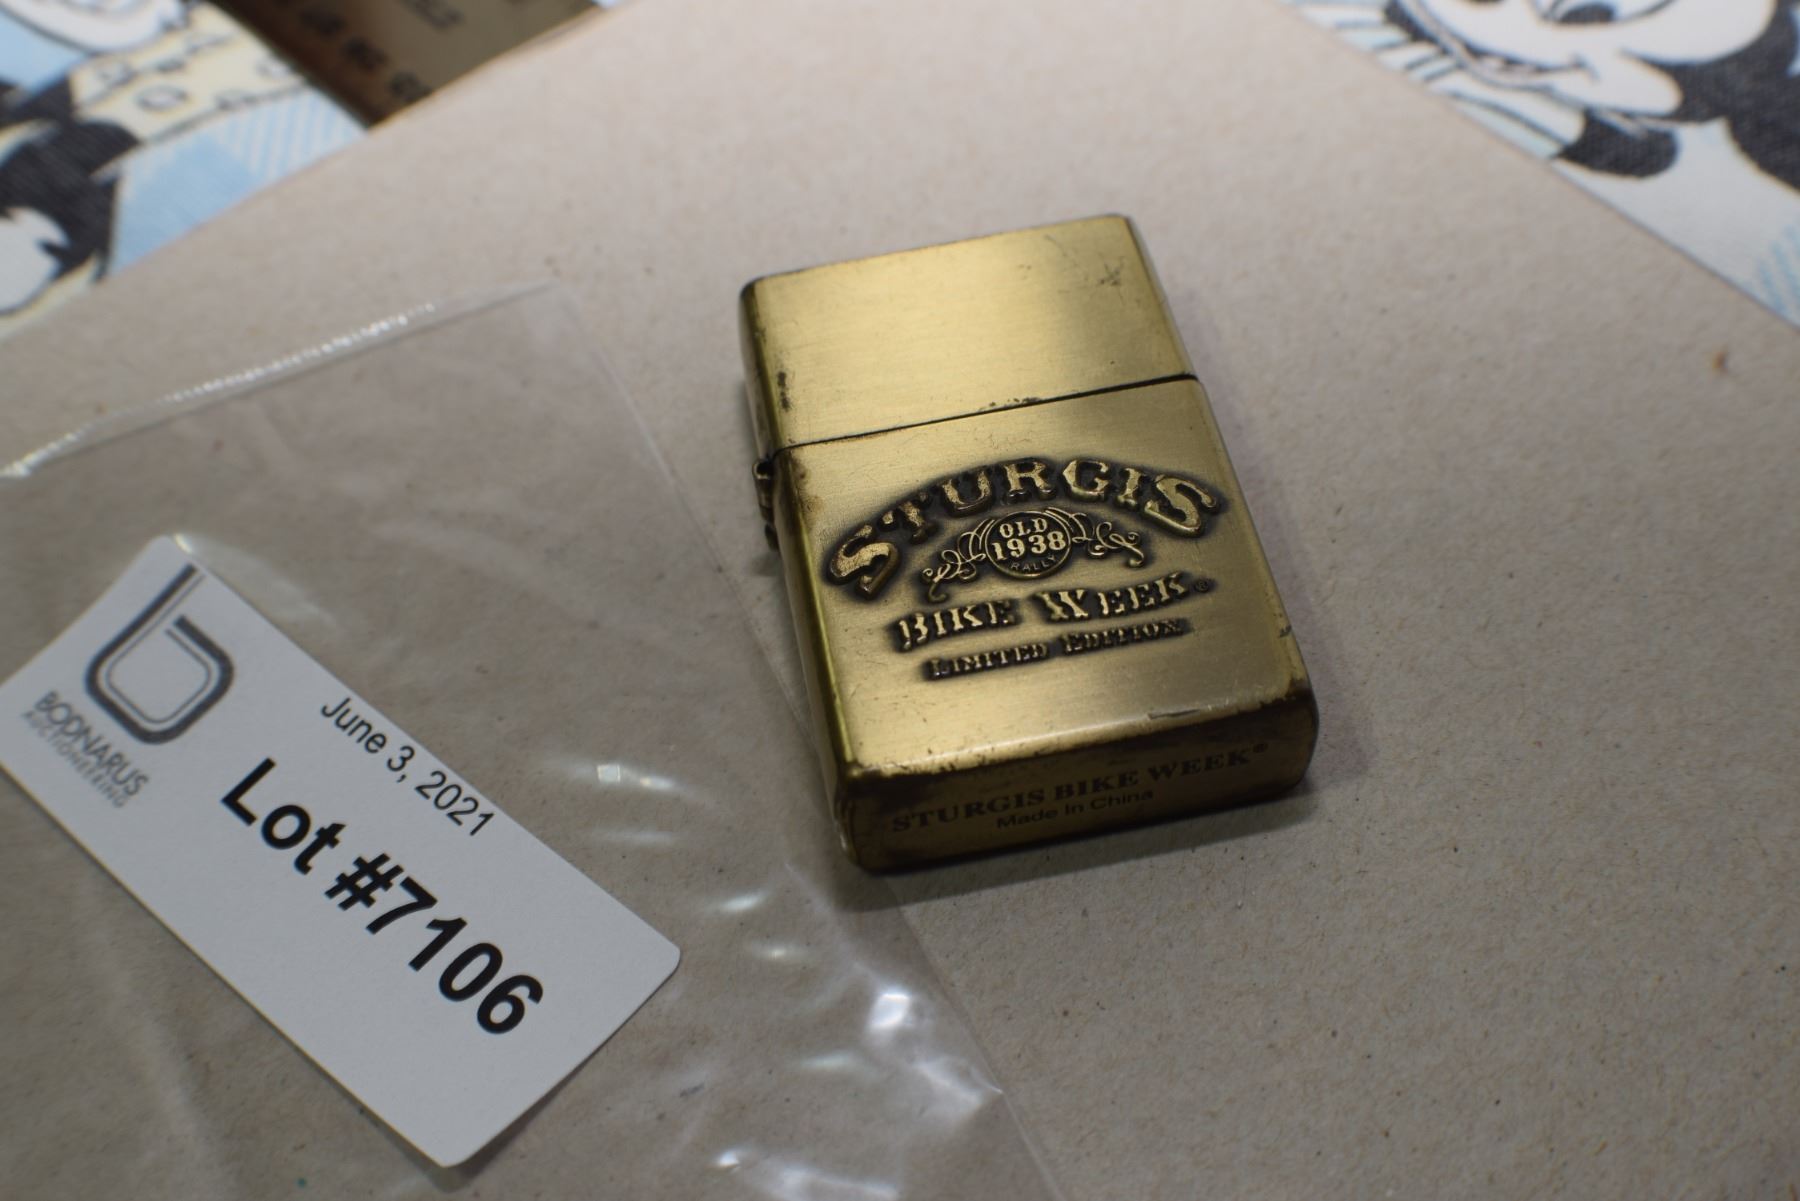 STURGIS
OLD
1938
RALLY
BIKE WEEK®
LIMITED EDITION
STURGIS BIKE WEEK®
Made In China
BODNARUS
AUCTIONEERING
June 3, 2021
Lot #7106